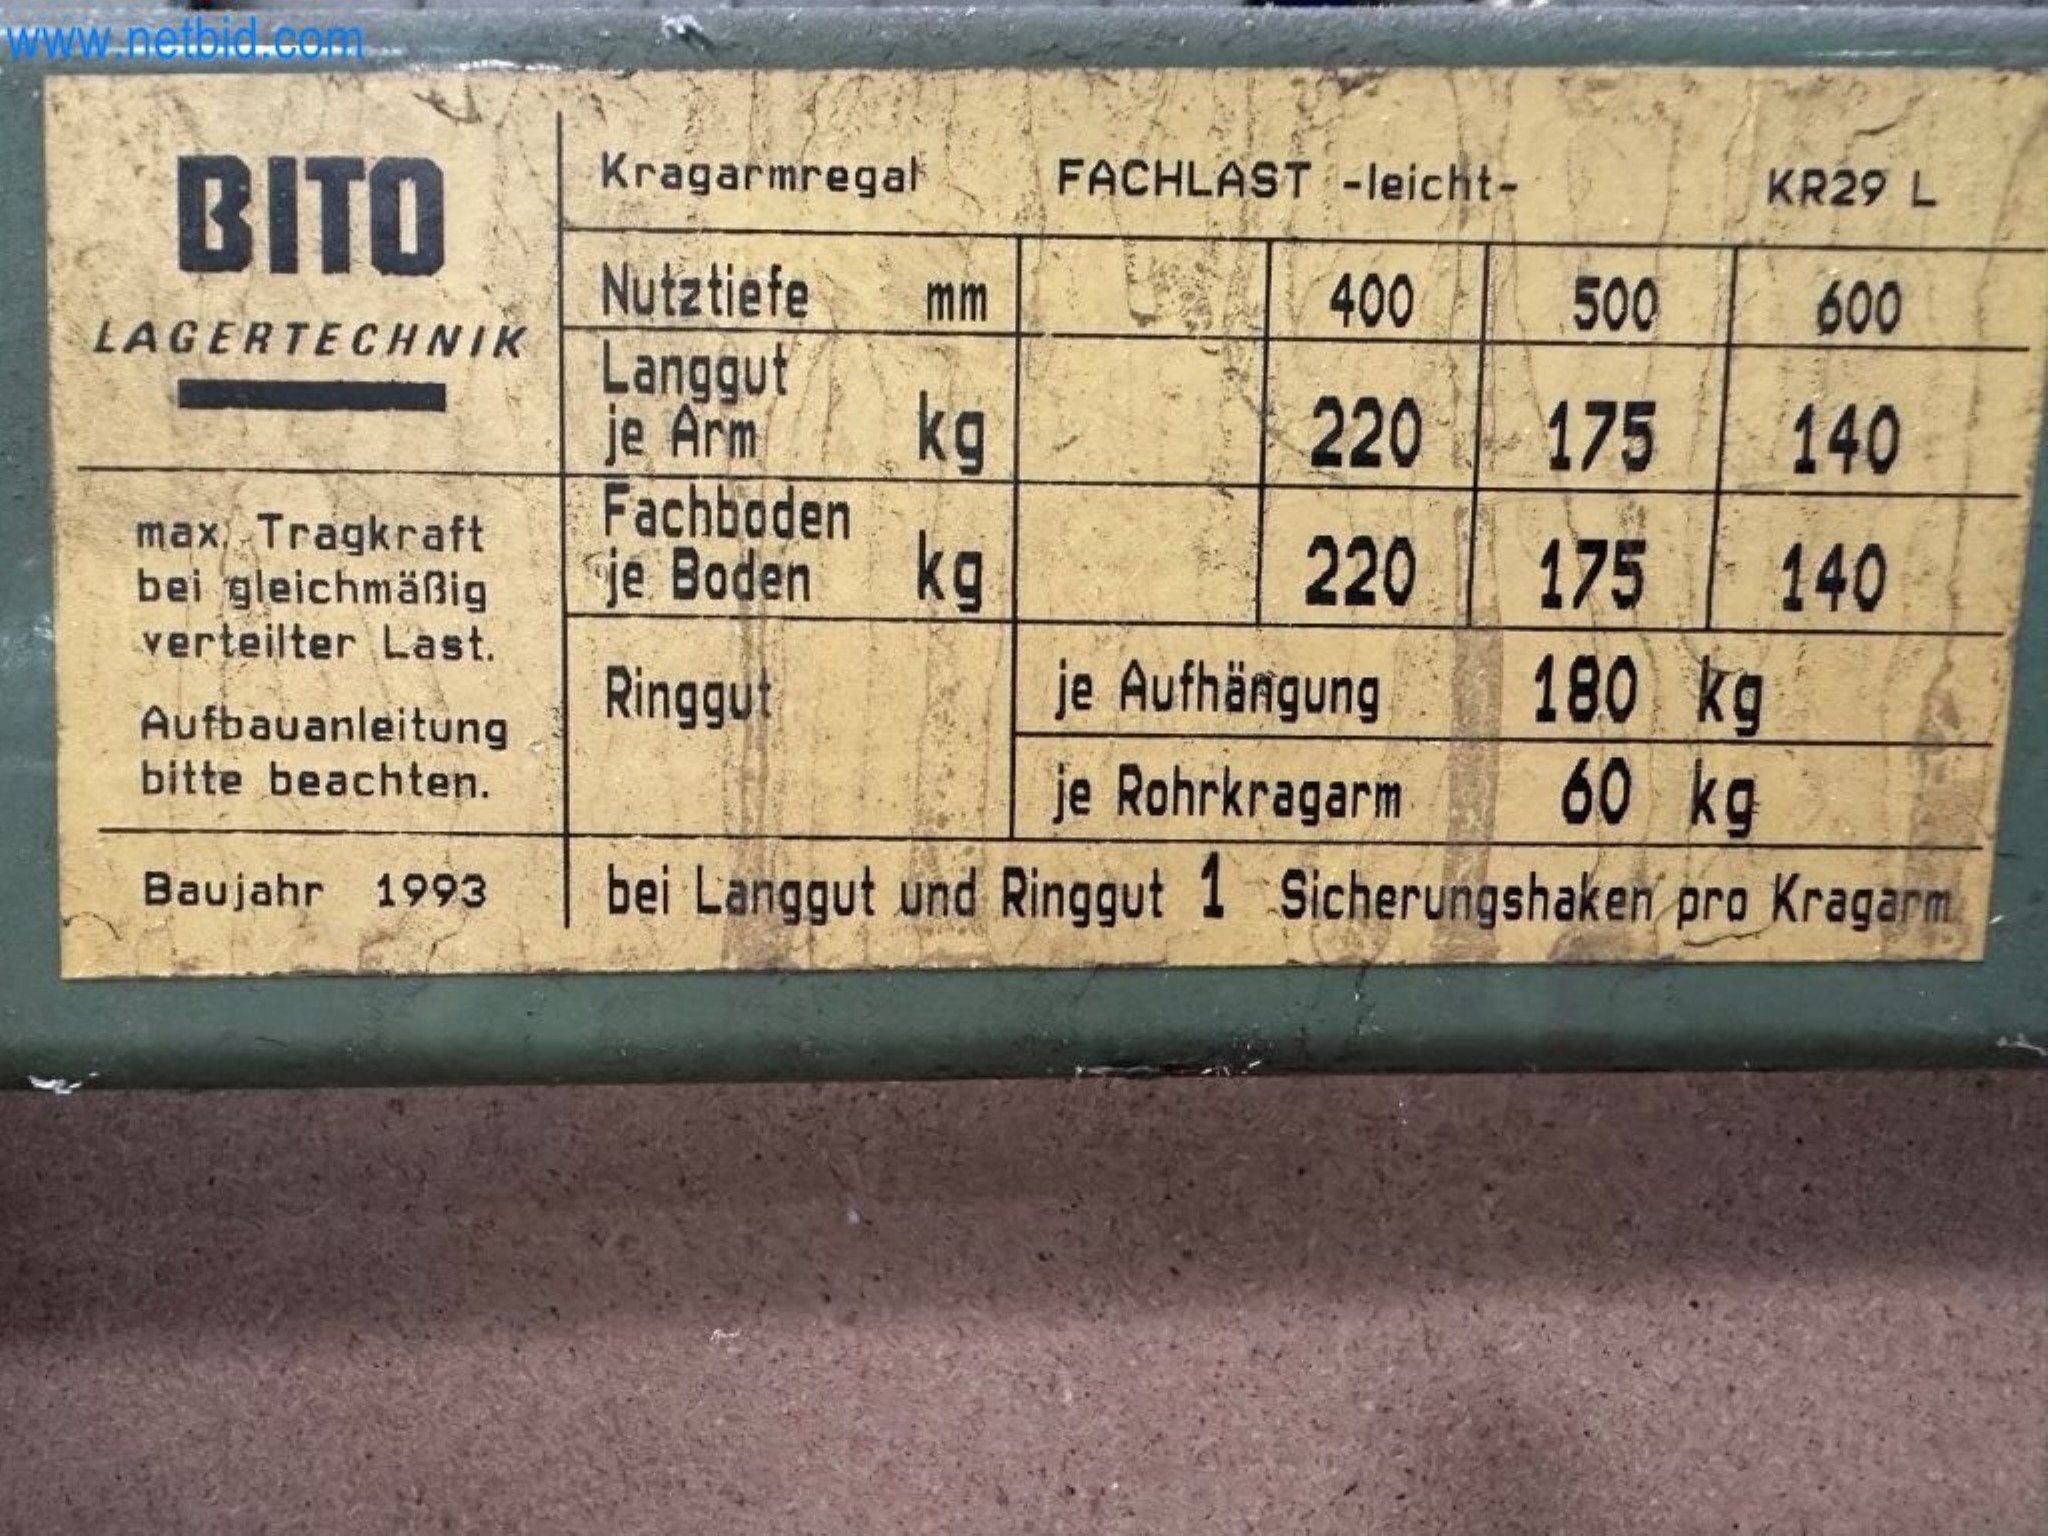 www.netbid.com
BITO
LAGERTECHNIK
max. Tragkraft
bei gleichmäßig
verteilter Last.
Aufbauanleitung
bitte beachten.
Baujahr 1993
Kragarmregal FACHLAST -leicht- KR29 L
Nutztiefe mm 400 500 600
Langgut
je Arm kg 220 175 140
Fachboden
je Boden kg 220 175 140
Ringgut je Aufhängung 180 kg
je Rohrkragarm 60 kg
bei Langgut und Ringgut 1 Sicherungshaken pro Kragarm